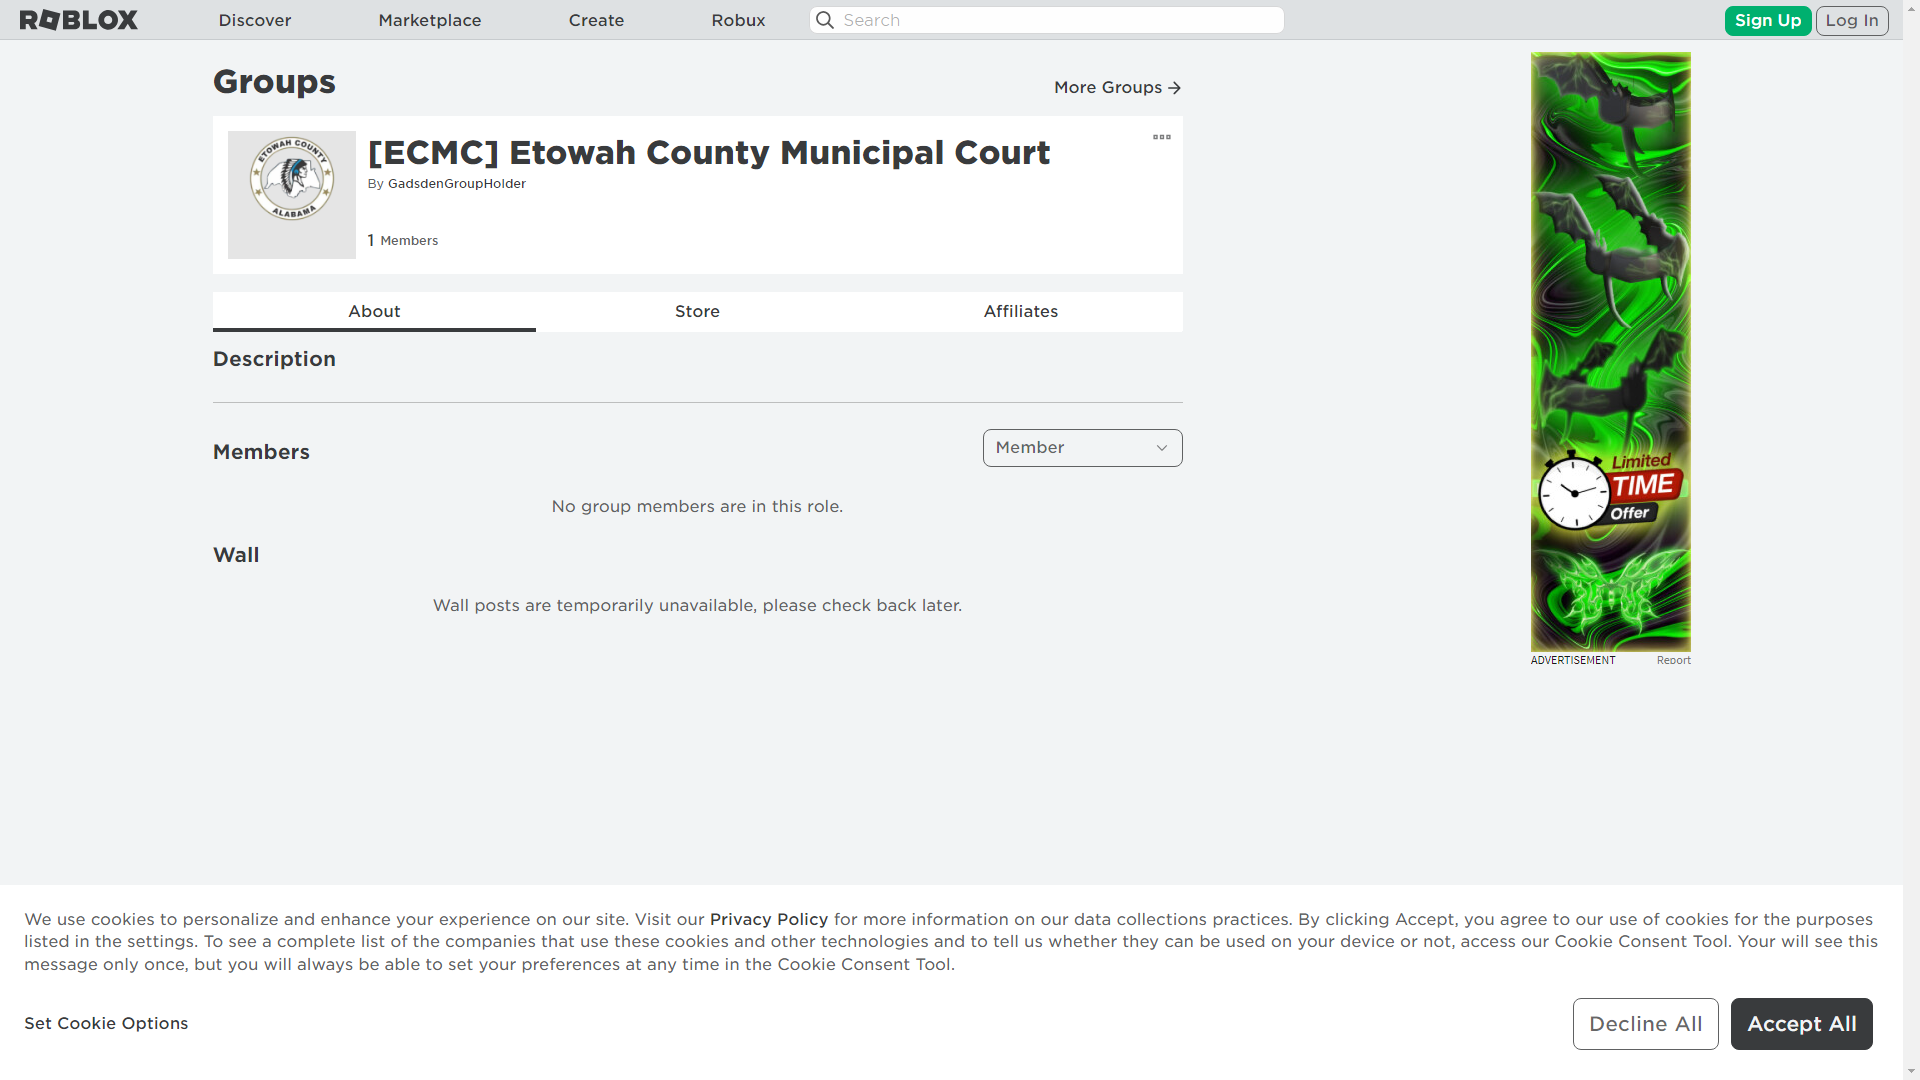 ROBLOX
Discover
Marketplace
Create
Robux
Search
Sign Up
Log In
Groups
More Groups
ETOWAH COUNTY
ALABAMA
[ECMC] Etowah County Municipal Court
By GadsdenGroupHolder
1 Members
About
Store
Affiliates
Description
Members
Member
No group members are in this role.
Wall
Wall posts are temporarily unavailable, please check back later.
Limited
TIME
Offer
ADVERTISEMENT
Report
We use cookies to personalize and enhance your experience on our site. Visit our Privacy Policy for more information on our data collections practices. By clicking Accept, you agree to our use of cookies for the purposes
listed in the settings. To see a complete list of the companies that use these cookies and other technologies and to tell us whether they can be used on your device or not, access our Cookie Consent Tool. Your will see this
message only once, but you will always be able to set your preferences at any time in the Cookie Consent Tool.
Set Cookie Options
Decline All
Accept All